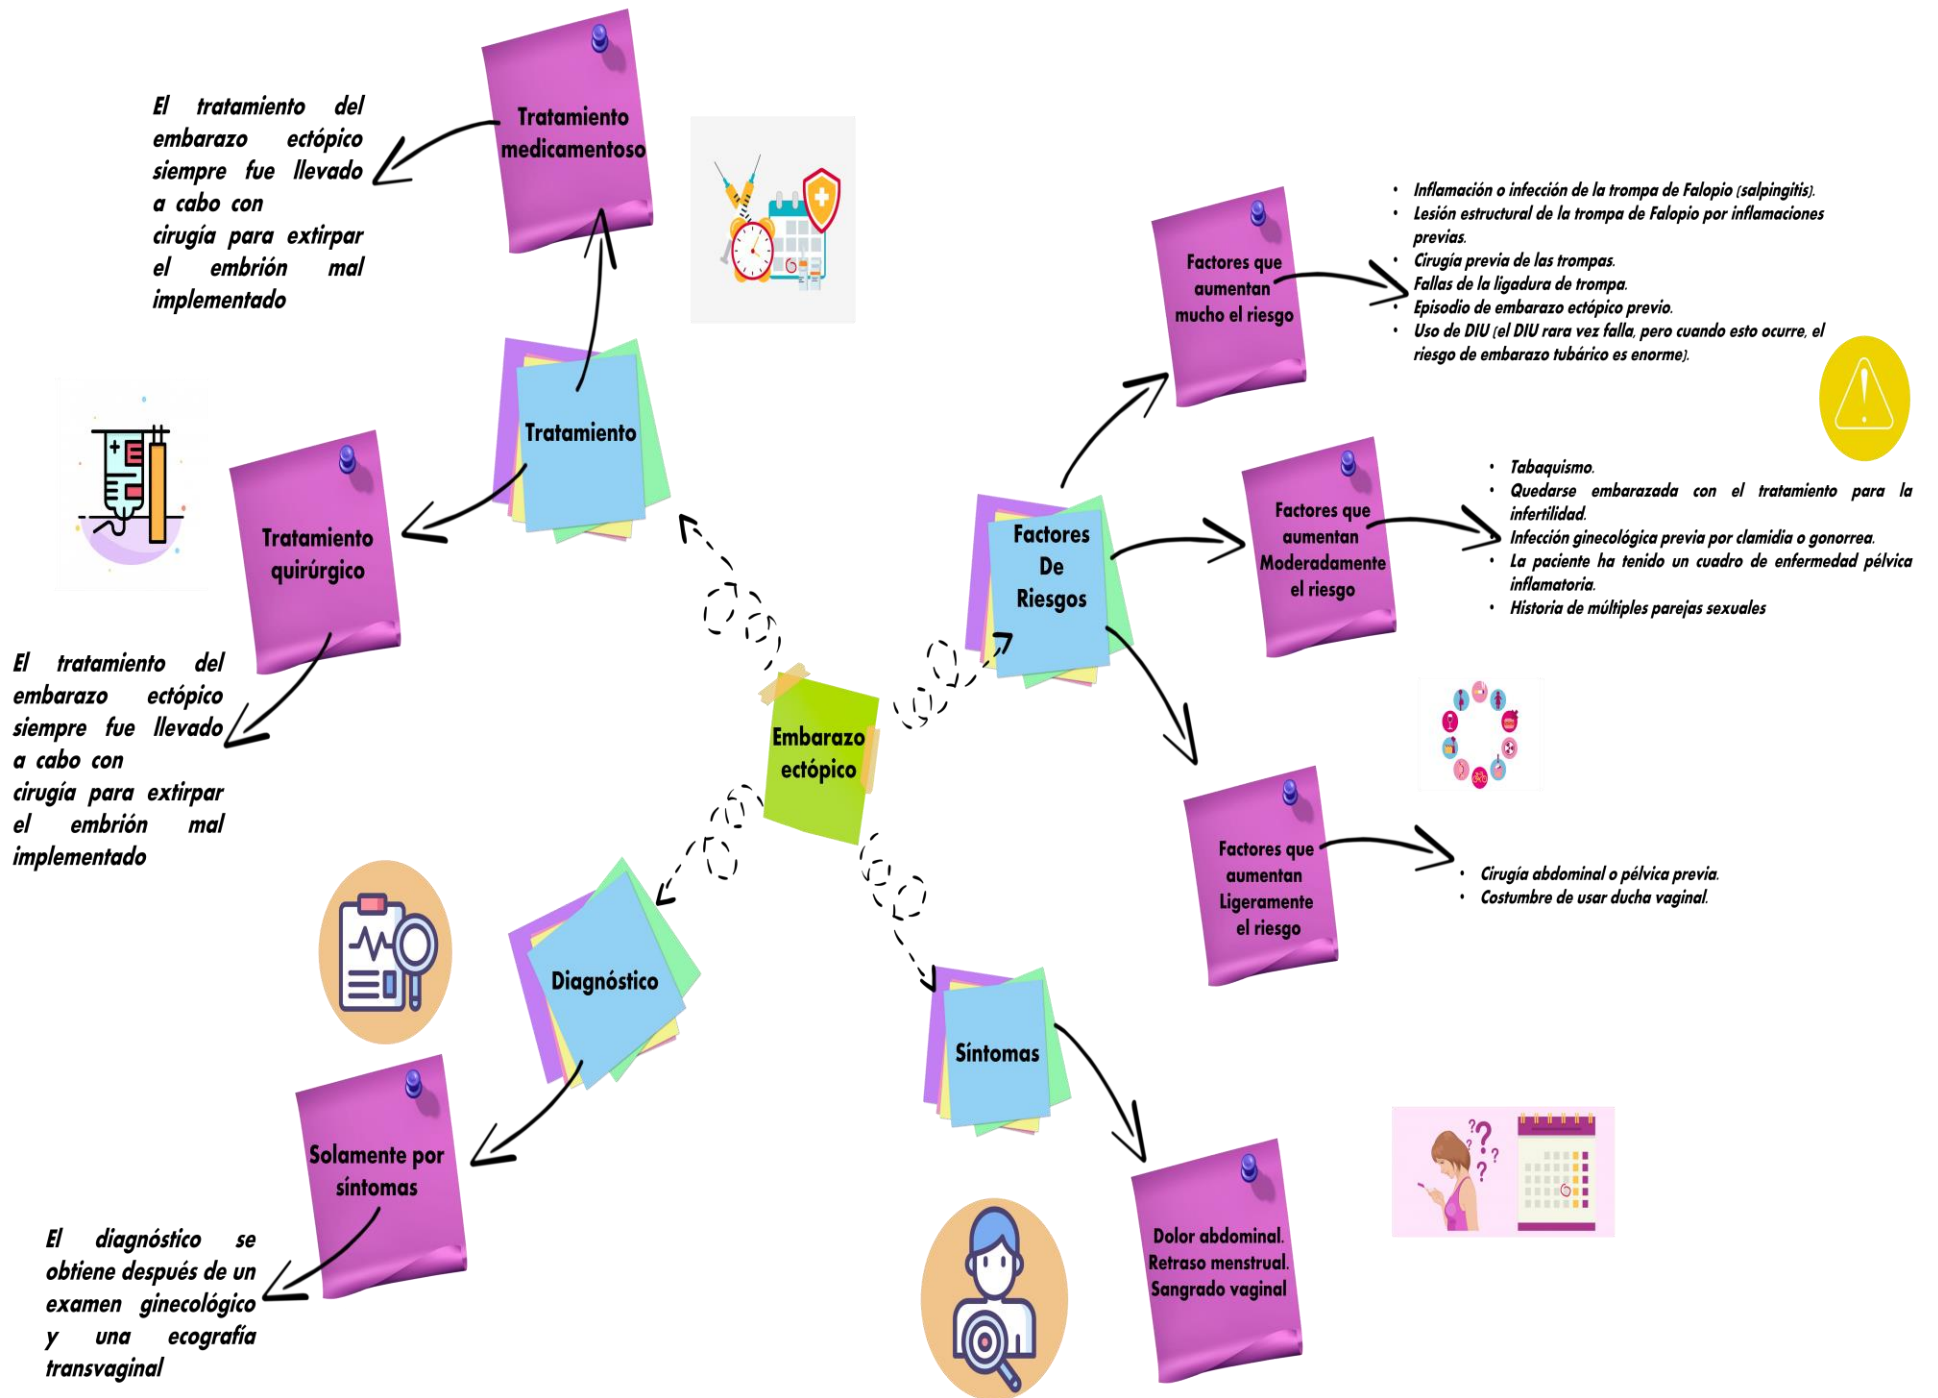 Tratamiento
medicamentoso
El tratamiento del
embarazo ectópico
siempre fue llevado
a cabo con
cirugía para extirpar
el embrión mal
implementado
Tratamiento
Tratamiento
quirúrgico
El tratamiento del
embarazo ectópico
siempre fue llevado
a cabo con
cirugía para extirpar
el embrión mal
implementado
Factores que
aumentan
mucho el riesgo
• Inflamación o infección de la trompa de Falopio (salpingitis).
• Lesión estructural de la trompa de Falopio por inflamaciones
previas.
• Cirugía previa de las trompas.
Fallas de la ligadura de trompa.
• Episodio de embarazo ectópico previo.
• Uso de DIU (el DIU rara vez falla, pero cuando esto ocurre, el
riesgo de embarazo tubárico es enorme).
Factores
De
Riesgos
Factores que
aumentan
Moderadamente
el riesgo
• Tabaquismo.
• Quedarse embarazada con el tratamiento para la
infertilidad.
• Infección ginecológica previa por clamidia o gonorrea.
• La paciente ha tenido un cuadro de enfermedad pélvica
inflamatoria.
• Historia de múltiples parejas sexuales
Factores que
aumentan
Ligeramente
el riesgo
• Cirugía abdominal o pélvica previa.
• Costumbre de usar ducha vaginal.
Embarazo
ectópico
Diagnóstico
Solamente por
síntomas
El diagnóstico se
obtiene después de un
examen ginecológico
y una ecografía
transvaginal
Síntomas
Dolor abdominal.
Retraso menstrual.
Sangrado vaginal